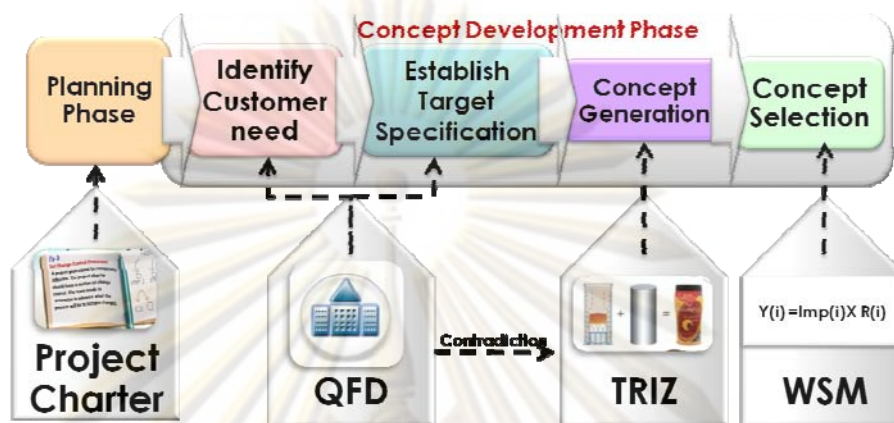 Concept Development Phase
Planning
Phase
Identify
Customer
need
Establish
Target
Specification
Concept
Generation
Concept
Selection
Contradiction
Y(i) =Imp(i)X R(i)
Project
Charter
QFD
TRIZ
WSM